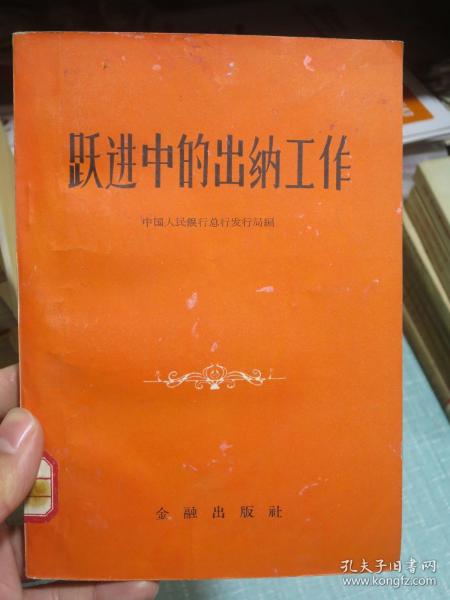 跃进中的出纳工作
中国人民银行总行发行局编
金融出版社
孔夫子旧书网
www.kongfz.com